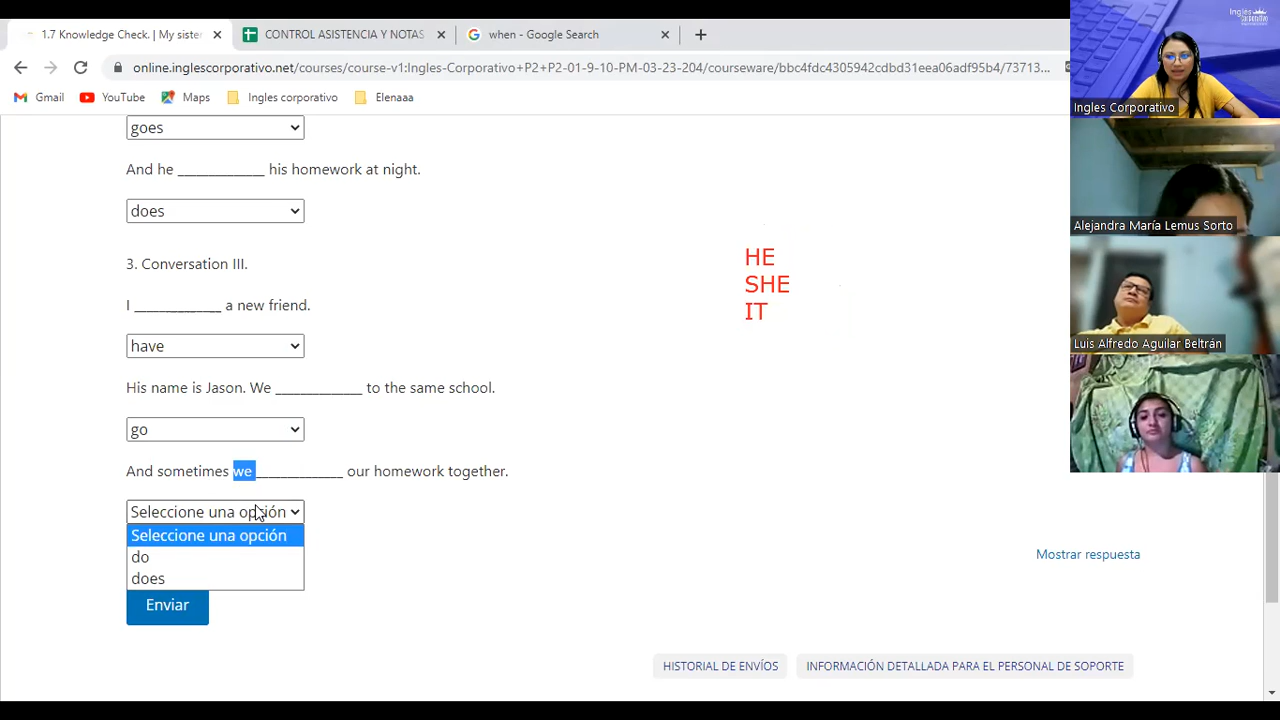 1.7 Knowledge Check. | My sister
CONTROL ASISTENCIA Y NOTAS
when - Google Search
online.inglescorporativo.net/courses/course-v1:Ingles-Corporativo+P2+P2-01-9-10-PM-03-23-204/courseware/bbc4fdc4305942cdbd31eea06adf95b4/73713...
Gmail
YouTube
Maps
Ingles corporativo
Elenaaa
goes
And he ______________ his homework at night.
does
3. Conversation III.
I ______________ a new friend.
have
His name is Jason. We ______________ to the same school.
go
And sometimes we ______________ our homework together.
Seleccione una opción
Seleccione una opción
do
does
Enviar
Mostrar respuesta
HISTORIAL DE ENVÍOS
INFORMACIÓN DETALLADA PARA EL PERSONAL DE SOPORTE
HE
SHE
IT
Inglés
Ingles Corporativo
Alejandra María Lemus Sorto
Luis Alfredo Aguilar Beltrán